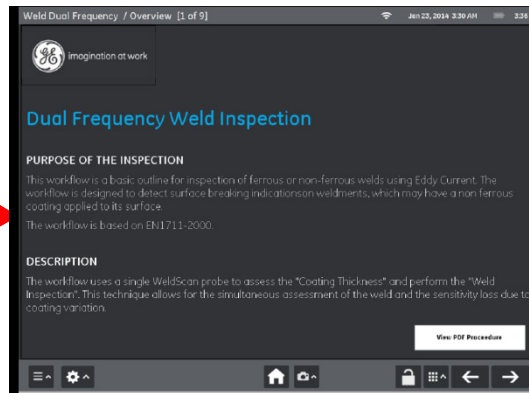 Weld Dual Frequency / Overview [1 of 9] Jan 23, 2014 3:30 AM 3:36
GE imagination at work
Dual Frequency Weld Inspection
PURPOSE OF THE INSPECTION
This workflow is a basic outline for inspection of ferrous or non-ferrous welds using Eddy Current. The
workflow is designed to detect surface breaking indicationson weldments, which may have a non ferrous
coating applied to its surface.
The workflow is based on EN1711-2000.
DESCRIPTION
The workflow uses a single WeldScan probe to assess the "Coating Thickness" and perform the "Weld
Inspection". This technique allows for the simultaneous assessment of the weld and the sensitivity loss due to
coating variation.
View PDF Proceedure